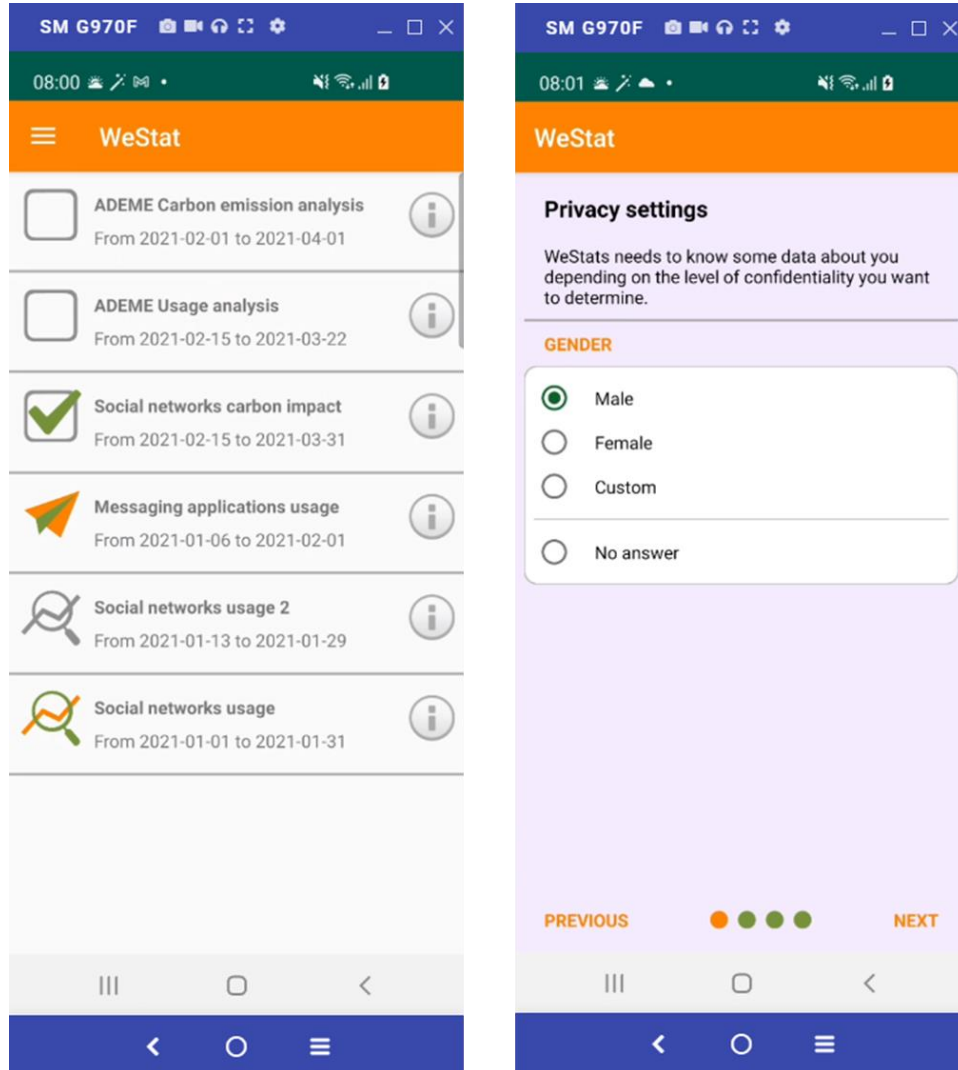 SM G970F
08:00
WeStat
ADEME Carbon emission analysis
From 2021-02-01 to 2021-04-01
ADEME Usage analysis
From 2021-02-15 to 2021-03-22
Social networks carbon impact
From 2021-02-15 to 2021-03-31
Messaging applications usage
From 2021-01-06 to 2021-02-01
Social networks usage 2
From 2021-01-13 to 2021-01-29
Social networks usage
From 2021-01-01 to 2021-01-31
SM G970F
08:01
WeStat
Privacy settings
WeStats needs to know some data about you
depending on the level of confidentiality you want
to determine.
GENDER
Male
Female
Custom
No answer
PREVIOUS
NEXT